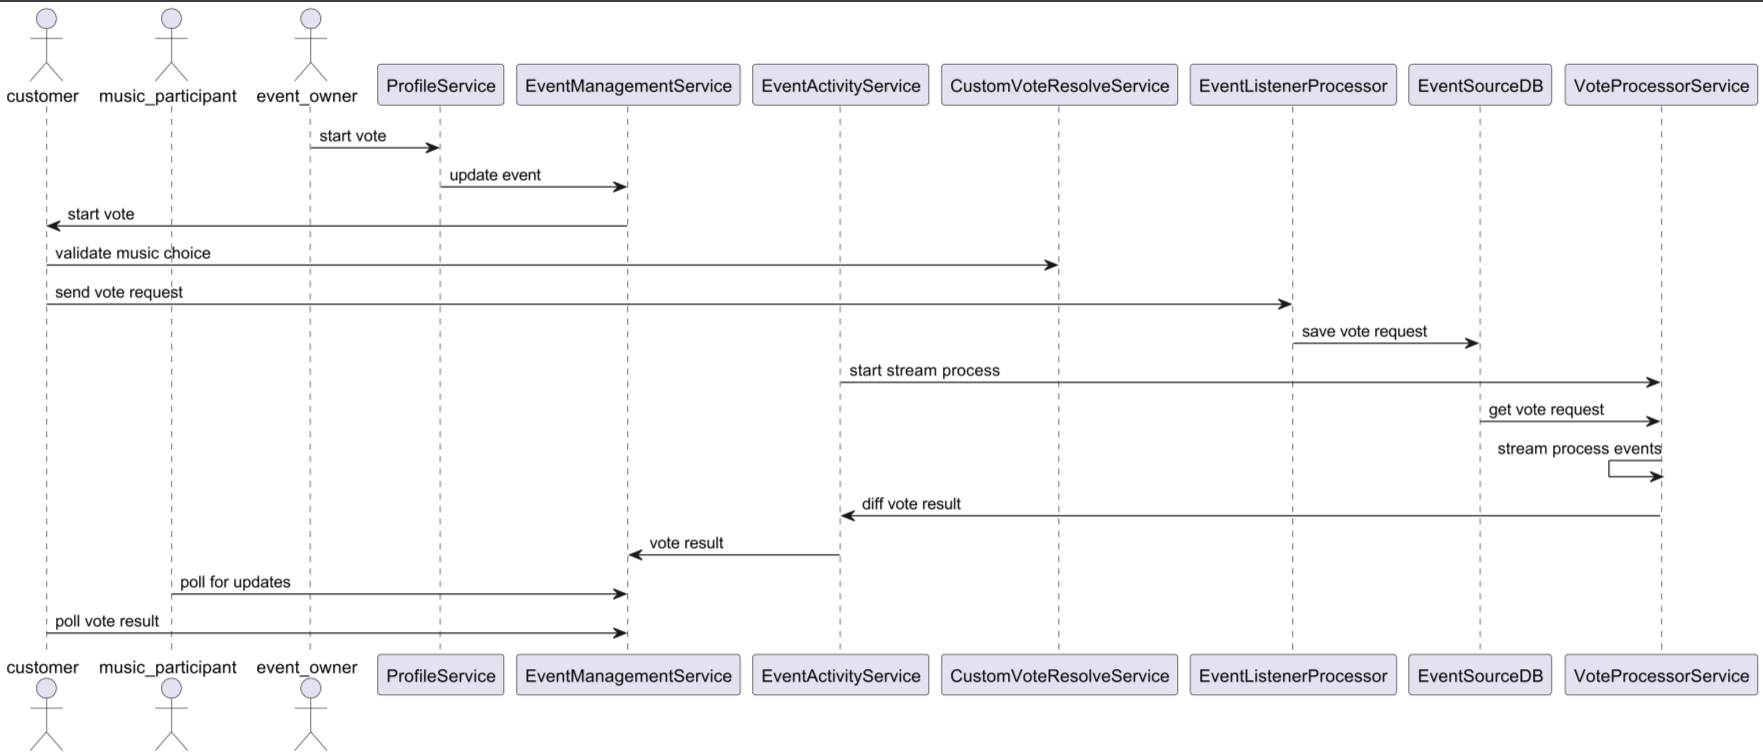 customer music_participant event_owner ProfileService EventManagementService EventActivityService CustomVoteResolveService EventListenerProcessor EventSourceDB VoteProcessorService
start vote
update event
start vote
validate music choice
send vote request
save vote request
start stream process
get vote request
stream process events
diff vote result
vote result
poll for updates
poll vote result
customer music_participant event_owner ProfileService EventManagementService EventActivityService CustomVoteResolveService EventListenerProcessor EventSourceDB VoteProcessorService